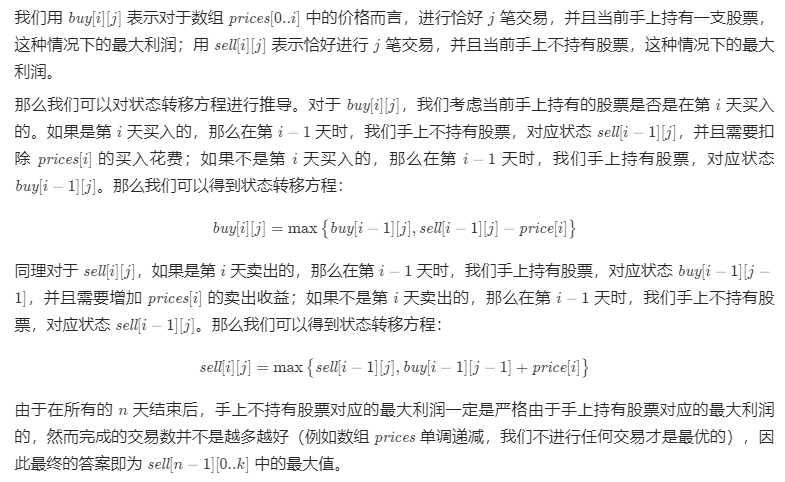 我们用 buy[i][j] 表示对于数组 prices[0..i] 中的价格而言，进行恰好 j 笔交易，并且当前手上持有一支股票，
这种情况下的最大利润；用 sell[i][j] 表示恰好进行 j 笔交易，并且当前手上不持有股票，这种情况下的最大
利润。
那么我们可以对状态转移方程进行推导。对于 buy[i][j]，我们考虑当前手上持有的股票是否是在第 i 天买入
的。如果是第 i 天买入的，那么在第 i − 1 天时，我们手上不持有股票，对应状态 sell[i − 1][j]，并且需要扣
除 prices[i] 的买入花费；如果不是第 i 天买入的，那么在第 i − 1 天时，我们手上持有股票，对应状态
buy[i − 1][j]。那么我们可以得到状态转移方程：
buy[i][j] = max {buy[i − 1][j], sell[i − 1][j] − price[i]}
同理对于 sell[i][j]，如果是第 i 天卖出的，那么在第 i − 1 天时，我们手上持有股票，对应状态 buy[i − 1][j −
1]，并且需要增加 prices[i] 的卖出收益；如果不是第 i 天卖出的，那么在第 i − 1 天时，我们手上不持有股
票，对应状态 sell[i − 1][j]。那么我们可以得到状态转移方程：
sell[i][j] = max {sell[i − 1][j], buy[i − 1][j − 1] + price[i]}
由于在所有的 n 天结束后，手上不持有股票对应的最大利润一定是严格由于手上持有股票对应的最大利润
的，然而完成的交易数并不是越多越好（例如数组 prices 单调递减，我们不进行任何交易才是最优的），因
此最终的答案即为 sell[n − 1][0..k] 中的最大值。